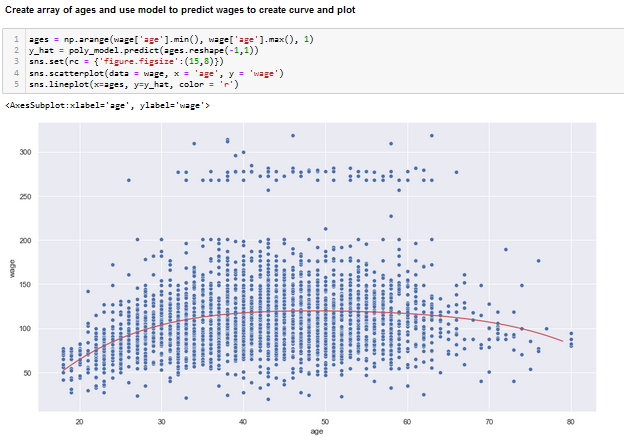 Create array of ages and use model to predict wages to create curve and plot
1 ages = np.arange(wage['age'].min(), wage['age'].max(), 1)
2 y_hat = poly_model.predict(ages.reshape(-1,1))
3 sns.set(rc = {'figure.figsize':(15,8)})
4 sns.scatterplot(data = wage, x = 'age', y = 'wage')
5 sns.lineplot(x=ages, y=y_hat, color = 'r')
<AxesSubplot:xlabel='age', ylabel='wage'>
300
250
200
wage
150
100
50
20 30 40 50 60 70 80
age